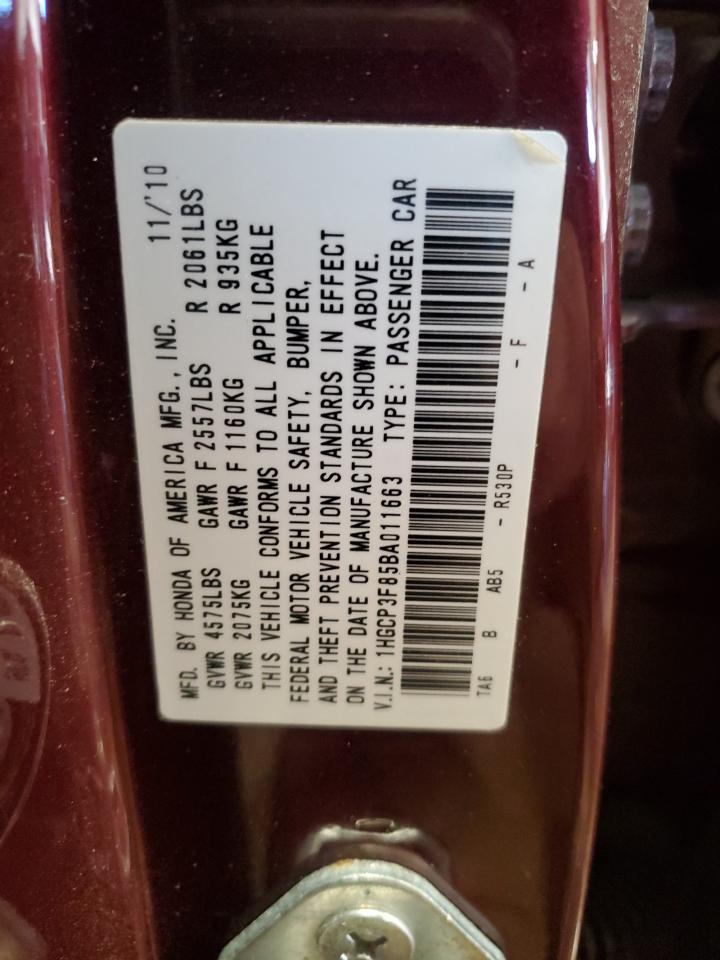 MFD. BY HONDA OF AMERICA MFG., INC. 11/'10
GVWR 4575LBS GAWR F 2557LBS R 2061LBS
GVWR 2075KG GAWR F 1160KG R 935KG
THIS VEHICLE CONFORMS TO ALL APPLICABLE
FEDERAL MOTOR VEHICLE SAFETY, BUMPER,
AND THEFT PREVENTION STANDARDS IN EFFECT
ON THE DATE OF MANUFACTURE SHOWN ABOVE.
V.I.N.: 1HGCP3F85BA011663 TYPE: PASSENGER CAR
TA6 B AB5 - R530P - F - A